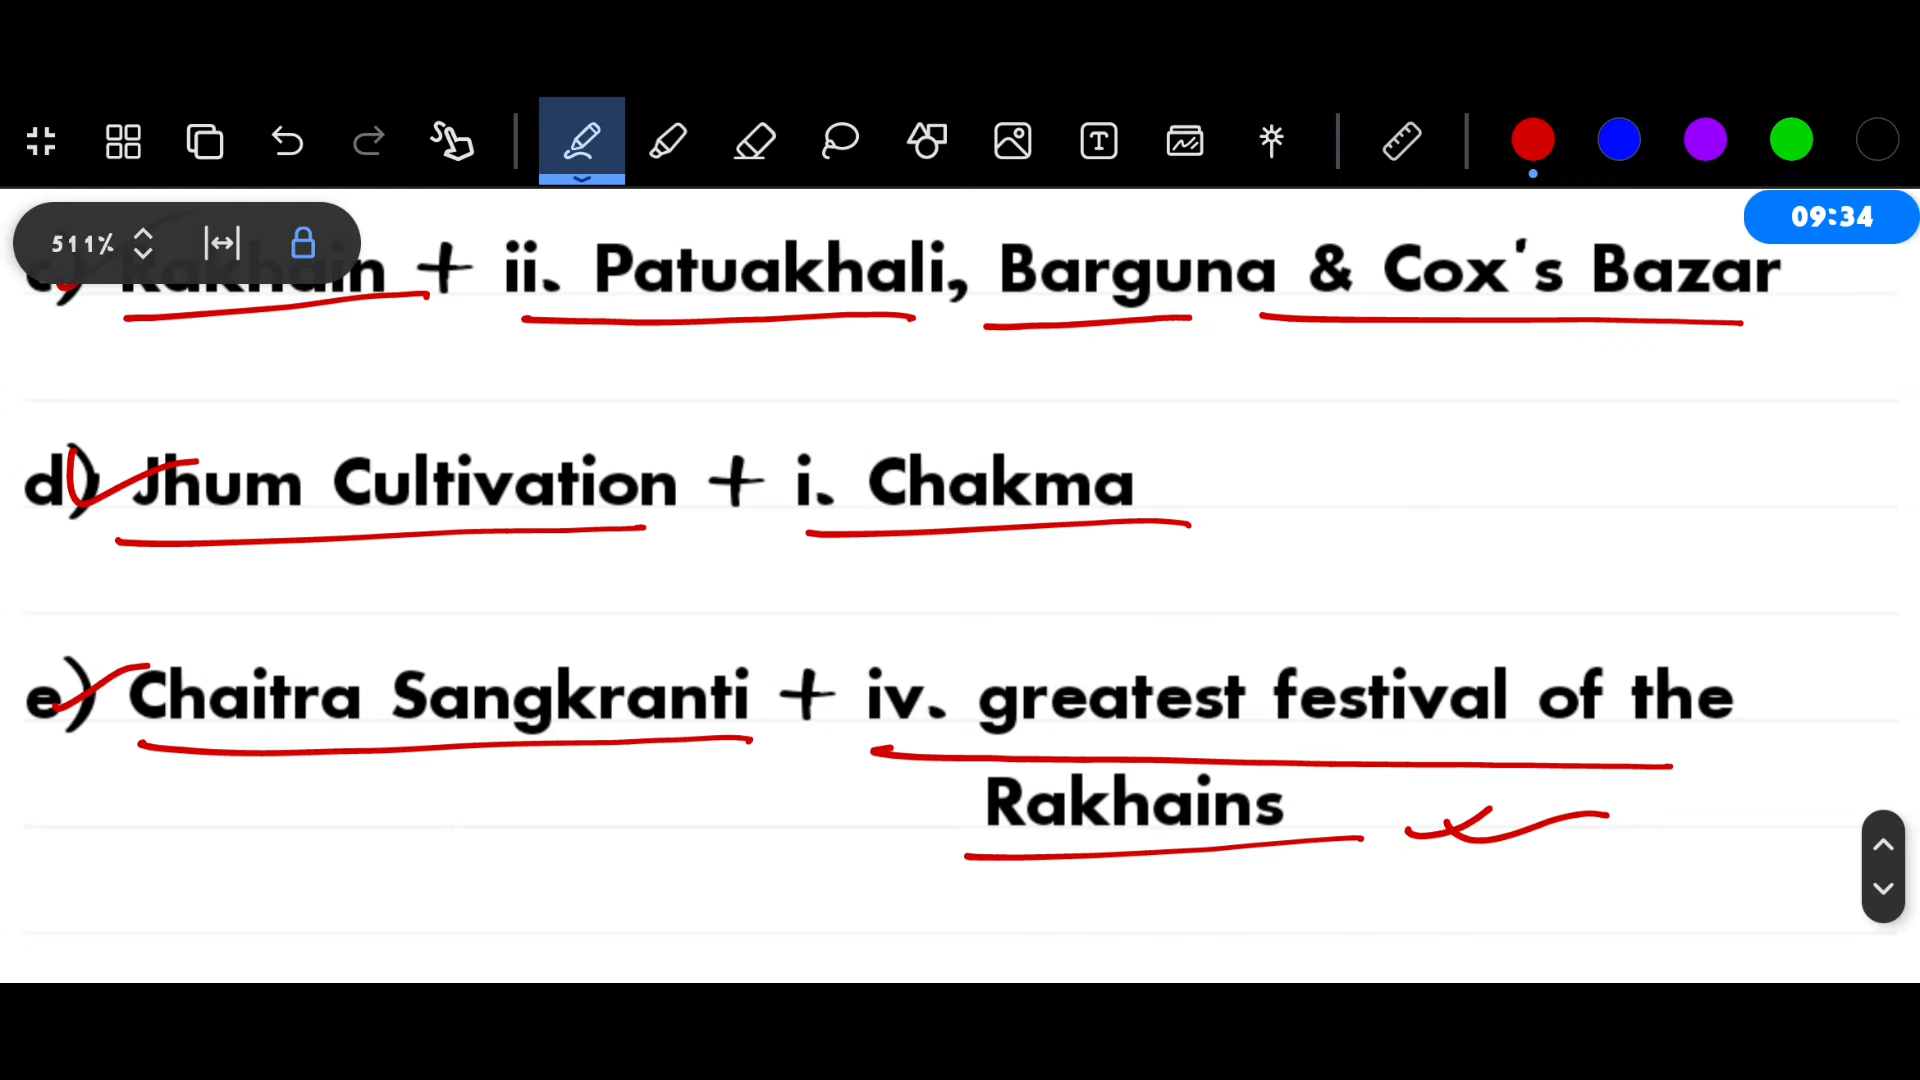 511%
09:34
c) Rakhain + ii. Patuakhali, Barguna & Cox's Bazar
d) Jhum Cultivation + i. Chakma
e) Chaitra Sangkranti + iv. greatest festival of the
Rakhains